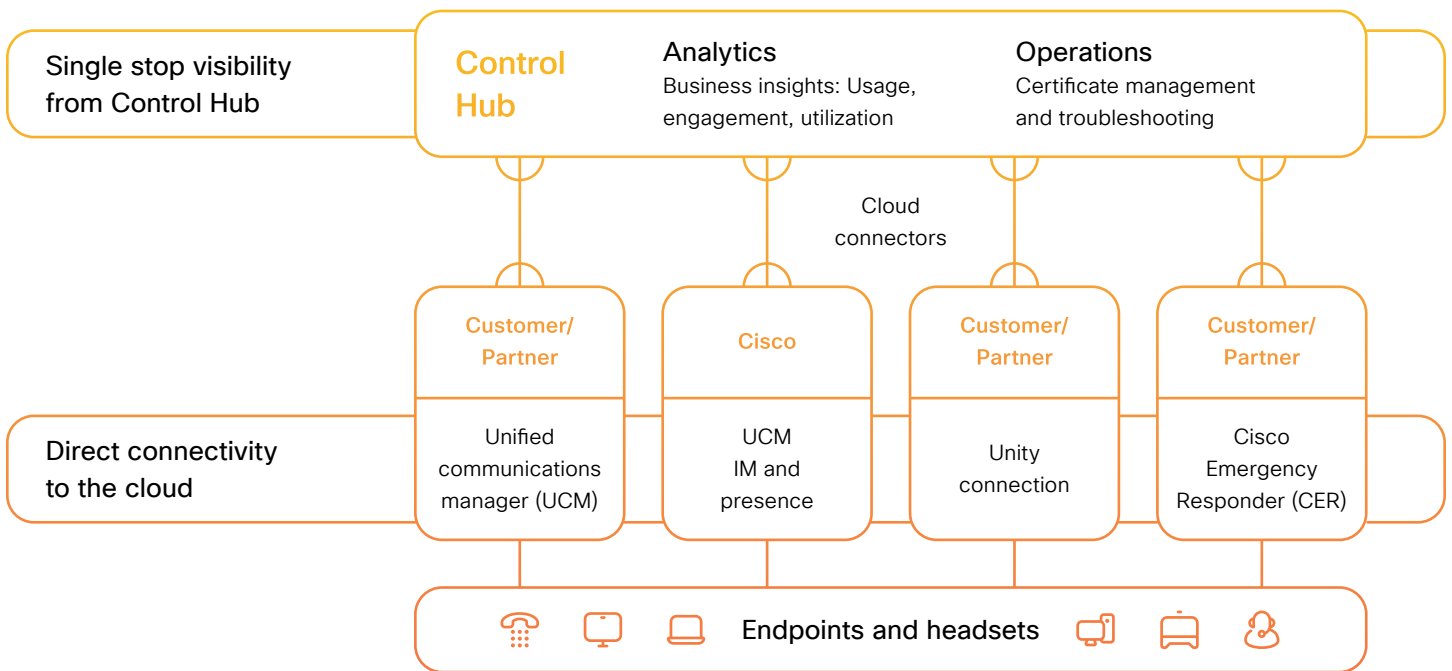 Single stop visibility
from Control Hub
Control
Hub
Analytics
Business insights: Usage,
engagement, utilization
Operations
Certificate management
and troubleshooting
Cloud
connectors
Customer/
Partner
Cisco
Customer/
Partner
Customer/
Partner
Direct connectivity
to the cloud
Unified
communications
manager (UCM)
UCM
IM and
presence
Unity
connection
Cisco
Emergency
Responder (CER)
Endpoints and headsets